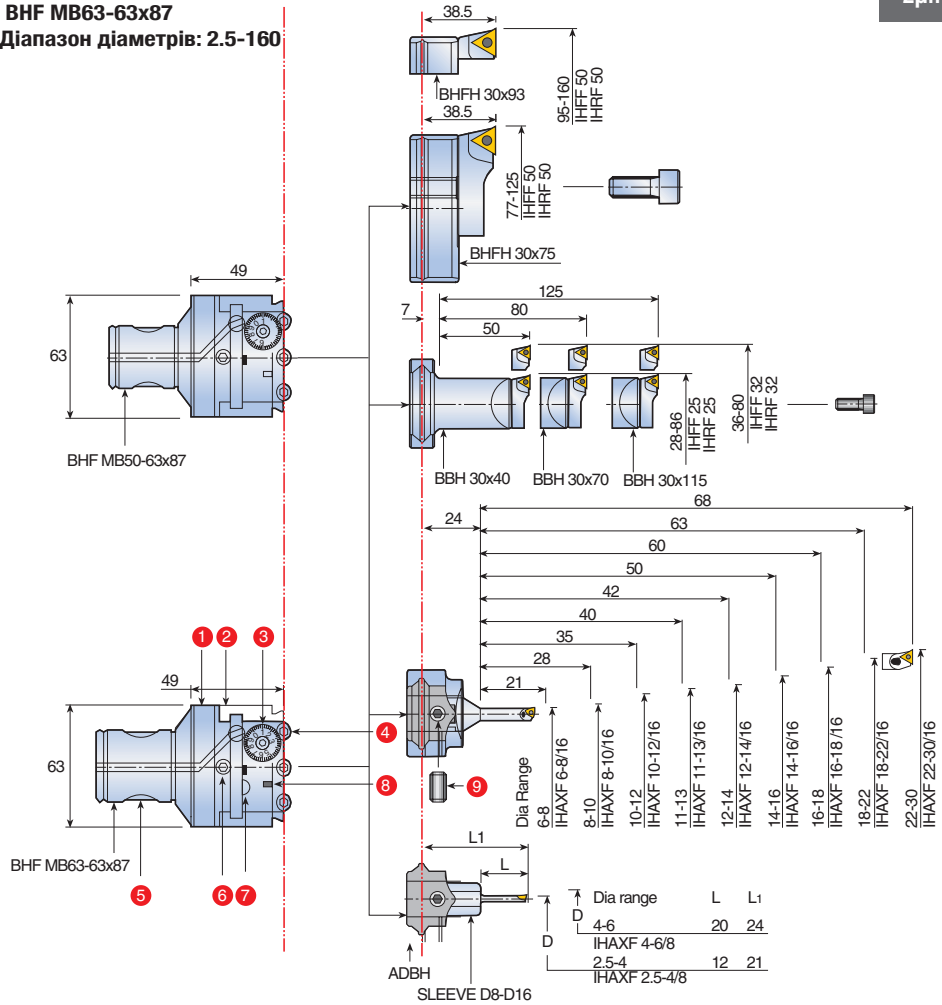 BHF MB63-63x87
Діапазон діаметрів: 2.5-160
2μm
38.5
BHFH 30x93
95-160
IHFF 50
IHRF 50
38.5
77-125
IHFF 50
IHRF 50
BHFH 30x75
49
63
BHF MB50-63x87
7
125
80
50
28-86
IHFF 25
IHRF 25
36-80
IHFF 32
IHRF 32
BBH 30x40
BBH 30x70
BBH 30x115
24
68
63
60
50
42
40
35
28
21
1
2
3
49
63
4
8
9
BHF MB63-63x87
5
6
7
Dia Range
6-8
IHAXF 6-8/16
8-10
IHAXF 8-10/16
10-12
IHAXF 10-12/16
11-13
IHAXF 11-13/16
12-14
IHAXF 12-14/16
14-16
IHAXF 14-16/16
16-18
IHAXF 16-18/16
18-22
IHAXF 18-22/16
22-30
IHAXF 22-30/16
L1
L
D
D
Dia range L L1
4-6 20 24
IHAXF 4-6/8
2.5-4 12 21
IHAXF 2.5-4/8
ADBH
SLEEVE D8-D16